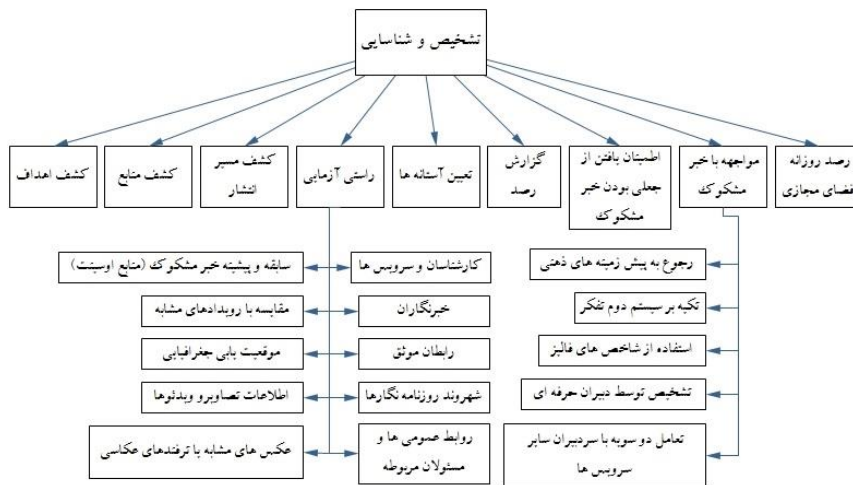 تشخیص و شناسایی
رصد روزانه
فضای مجازی
مواجهه با خبر
مشکوک
اطمینان یافتن از
جعلی بودن خبر
مشکوک
گزارش
رصد
تعیین آستانه ها
راستی آزمایی
کشف مسیر
انتشار
کشف منابع
کشف اهداف
رجوع به پیش زمینه های ذهنی
تکیه بر سیستم دوم تفکر
استفاده از شاخص های فالیز
تشخیص توسط دبیران حرفه ای
تعامل دو سویه با سردبیران سایر
سرویس ها
کارشناسان و سرویس ها
خبرنگاران
رابطان موثق
شهروند روزنامه نگارها
روابط عمومی ها و
مسئولان مربوطه
سابقه و پیشینه خبر مشکوک (منابع اوسینت)
مقایسه با رویدادهای مشابه
موقعیت یابی جغرافیایی
اطلاعات تصاویرو ویدئوها
عکس های مشابه یا ترفندهای عکاسی